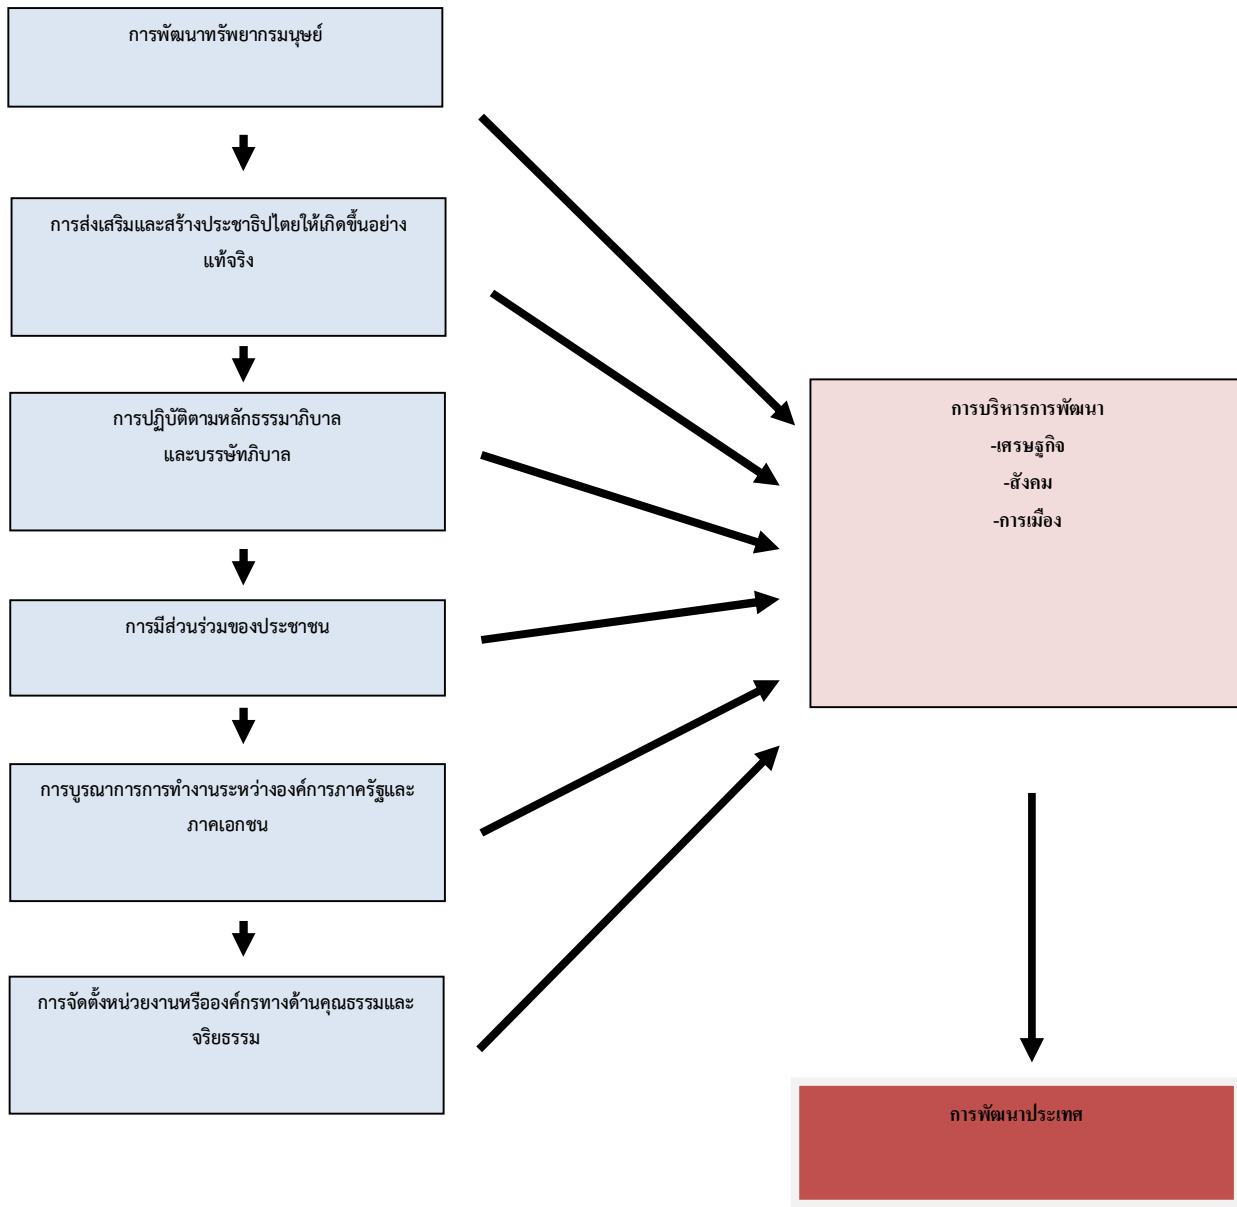 การพัฒนาทรัพยากรมนุษย์
การส่งเสริมและสร้างประชาธิปไตยให้เกิดขึ้นอย่าง
แท้จริง
การปฏิบัติตามหลักธรรมาภิบาล
และบรรษัทภิบาล
การมีส่วนร่วมของประชาชน
การบูรณาการการทำงานระหว่างองค์การภาครัฐและ
ภาคเอกชน
การจัดตั้งหน่วยงานหรือองค์กรทางด้านคุณธรรมและ
จริยธรรม
การบริหารการพัฒนา
-เศรษฐกิจ
-สังคม
-การเมือง
การพัฒนาประเทศ